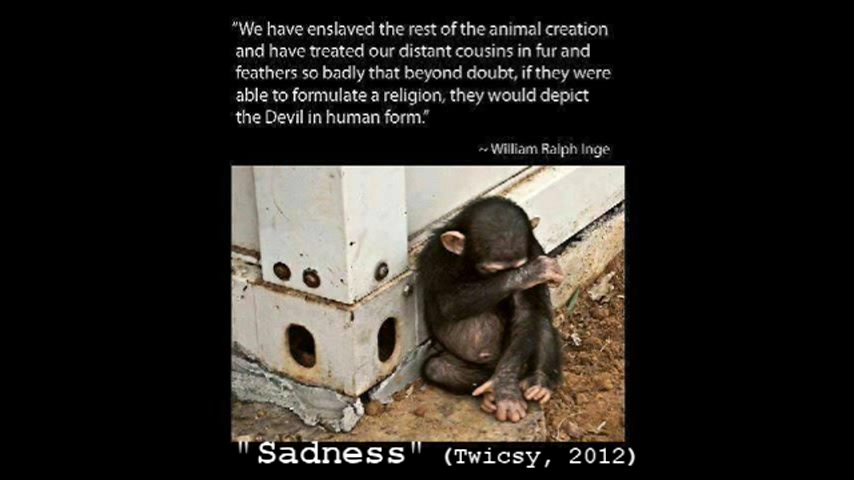 "We have enslaved the rest of the animal creation
and have treated our distant cousins in fur and
feathers so badly that beyond doubt, if they were
able to formulate a religion, they would depict
the Devil in human form."
~ William Ralph Inge
"Sadness" (Twicsy, 2012)